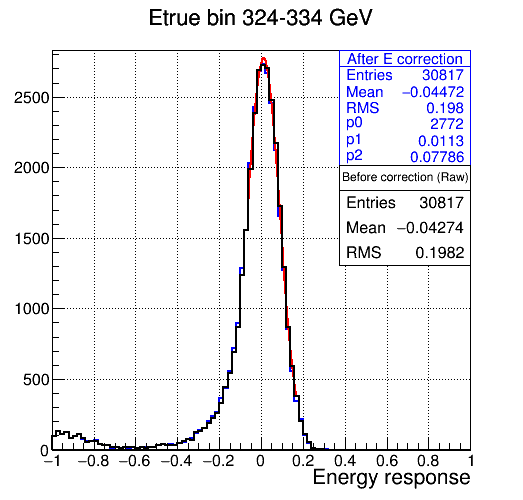 Etrue bin 324-334 GeV
After E correction
Entries 30817
Mean −0.04472
RMS 0.198
p0 2772
p1 0.0113
p2 0.07786
Before correction (Raw)
Entries 30817
Mean −0.04274
RMS 0.1982
2500
2000
1500
1000
500
0
−1 −0.8 −0.6 −0.4 −0.2 0 0.2 0.4 0.6 0.8 1
Energy response